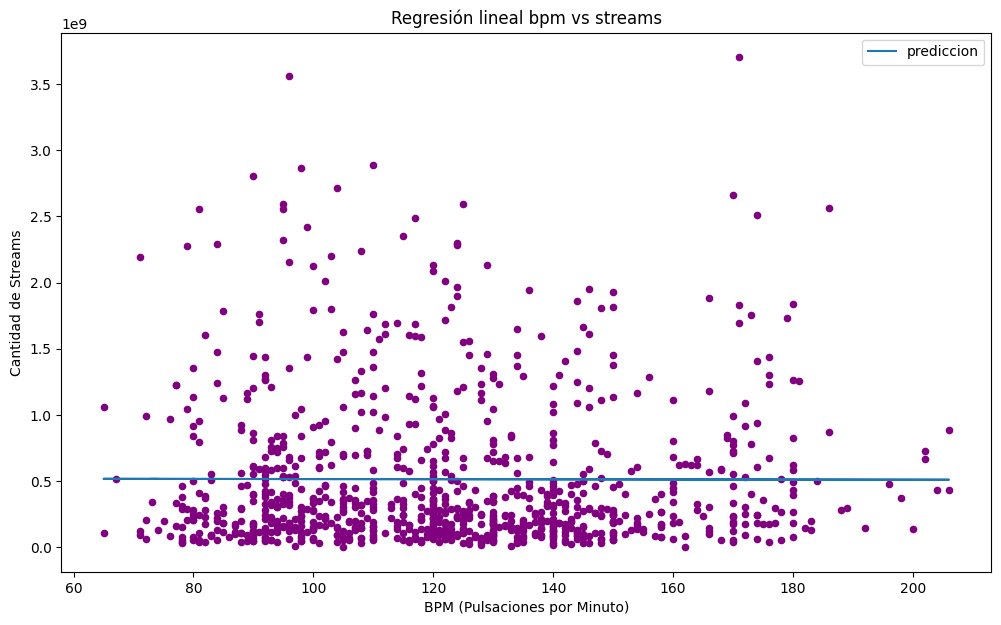 Regresión lineal bpm vs streams
1e9
prediccion
3.5
3.0
2.5
2.0
1.5
1.0
0.5
0.0
Cantidad de Streams
60 80 100 120 140 160 180 200
BPM (Pulsaciones por Minuto)